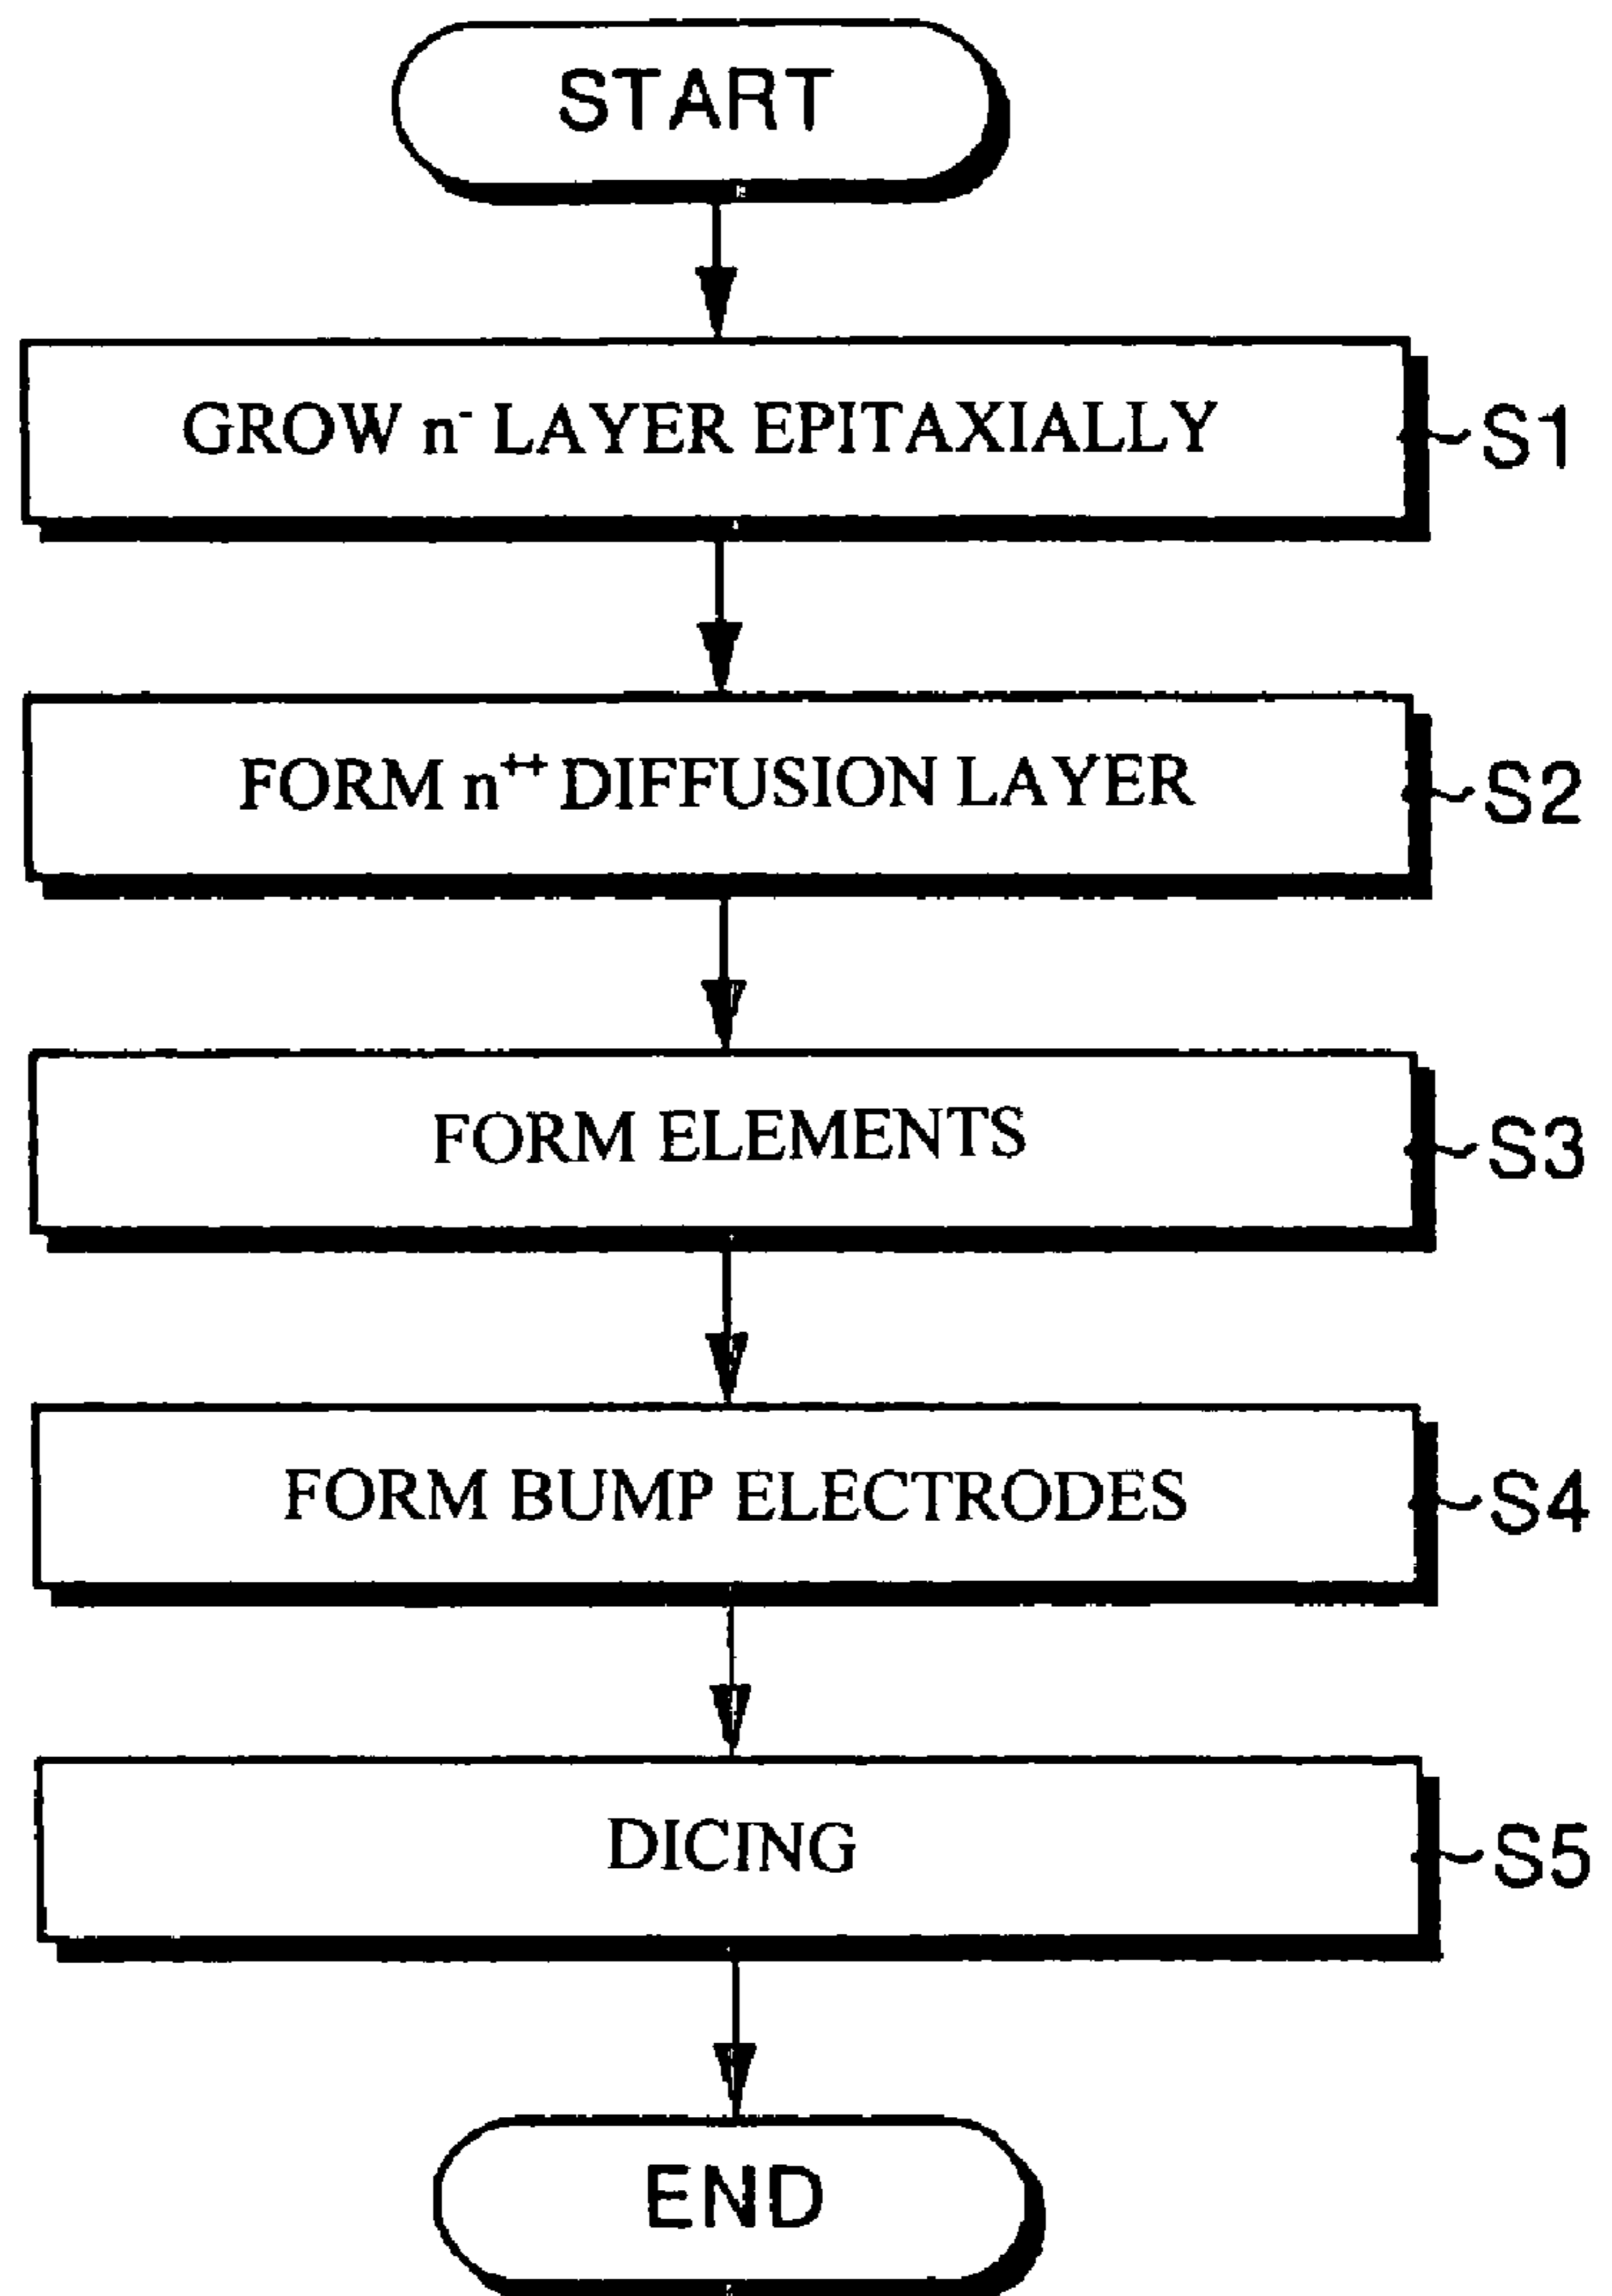 START
GROW n⁻ LAYER EPITAXIALLY
S1
FORM n⁺⁺ DIFFUSION LAYER
S2
FORM ELEMENTS
S3
FORM BUMP ELECTRODES
S4
DICING
S5
END